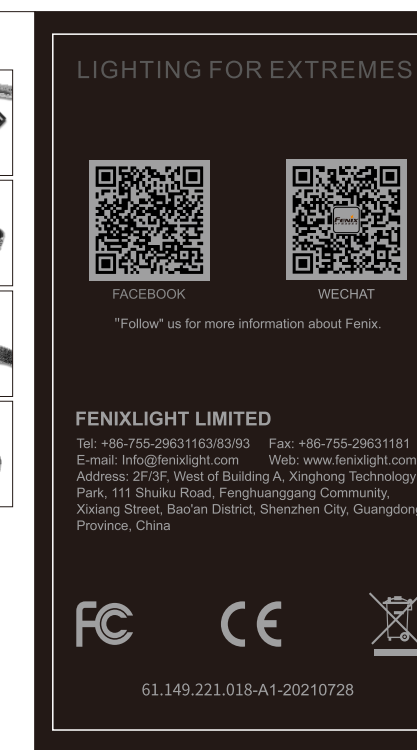 LIGHTING FOR EXTREMES
FENIX
FACEBOOK
WECHAT
"Follow" us for more information about Fenix.
FENIXLIGHT LIMITED
Tel: +86-755-29631163/83/93 Fax: +86-755-29631181
E-mail: Info@fenixlight.com Web: www.fenixlight.com
Address: 2F/3F, West of Building A, Xinghong Technology
Park, 111 Shuiku Road, Fenghuanggang Community,
Xixiang Street, Bao'an District, Shenzhen City, Guangdong
Province, China
FC CE
61.149.221.018-A1-20210728